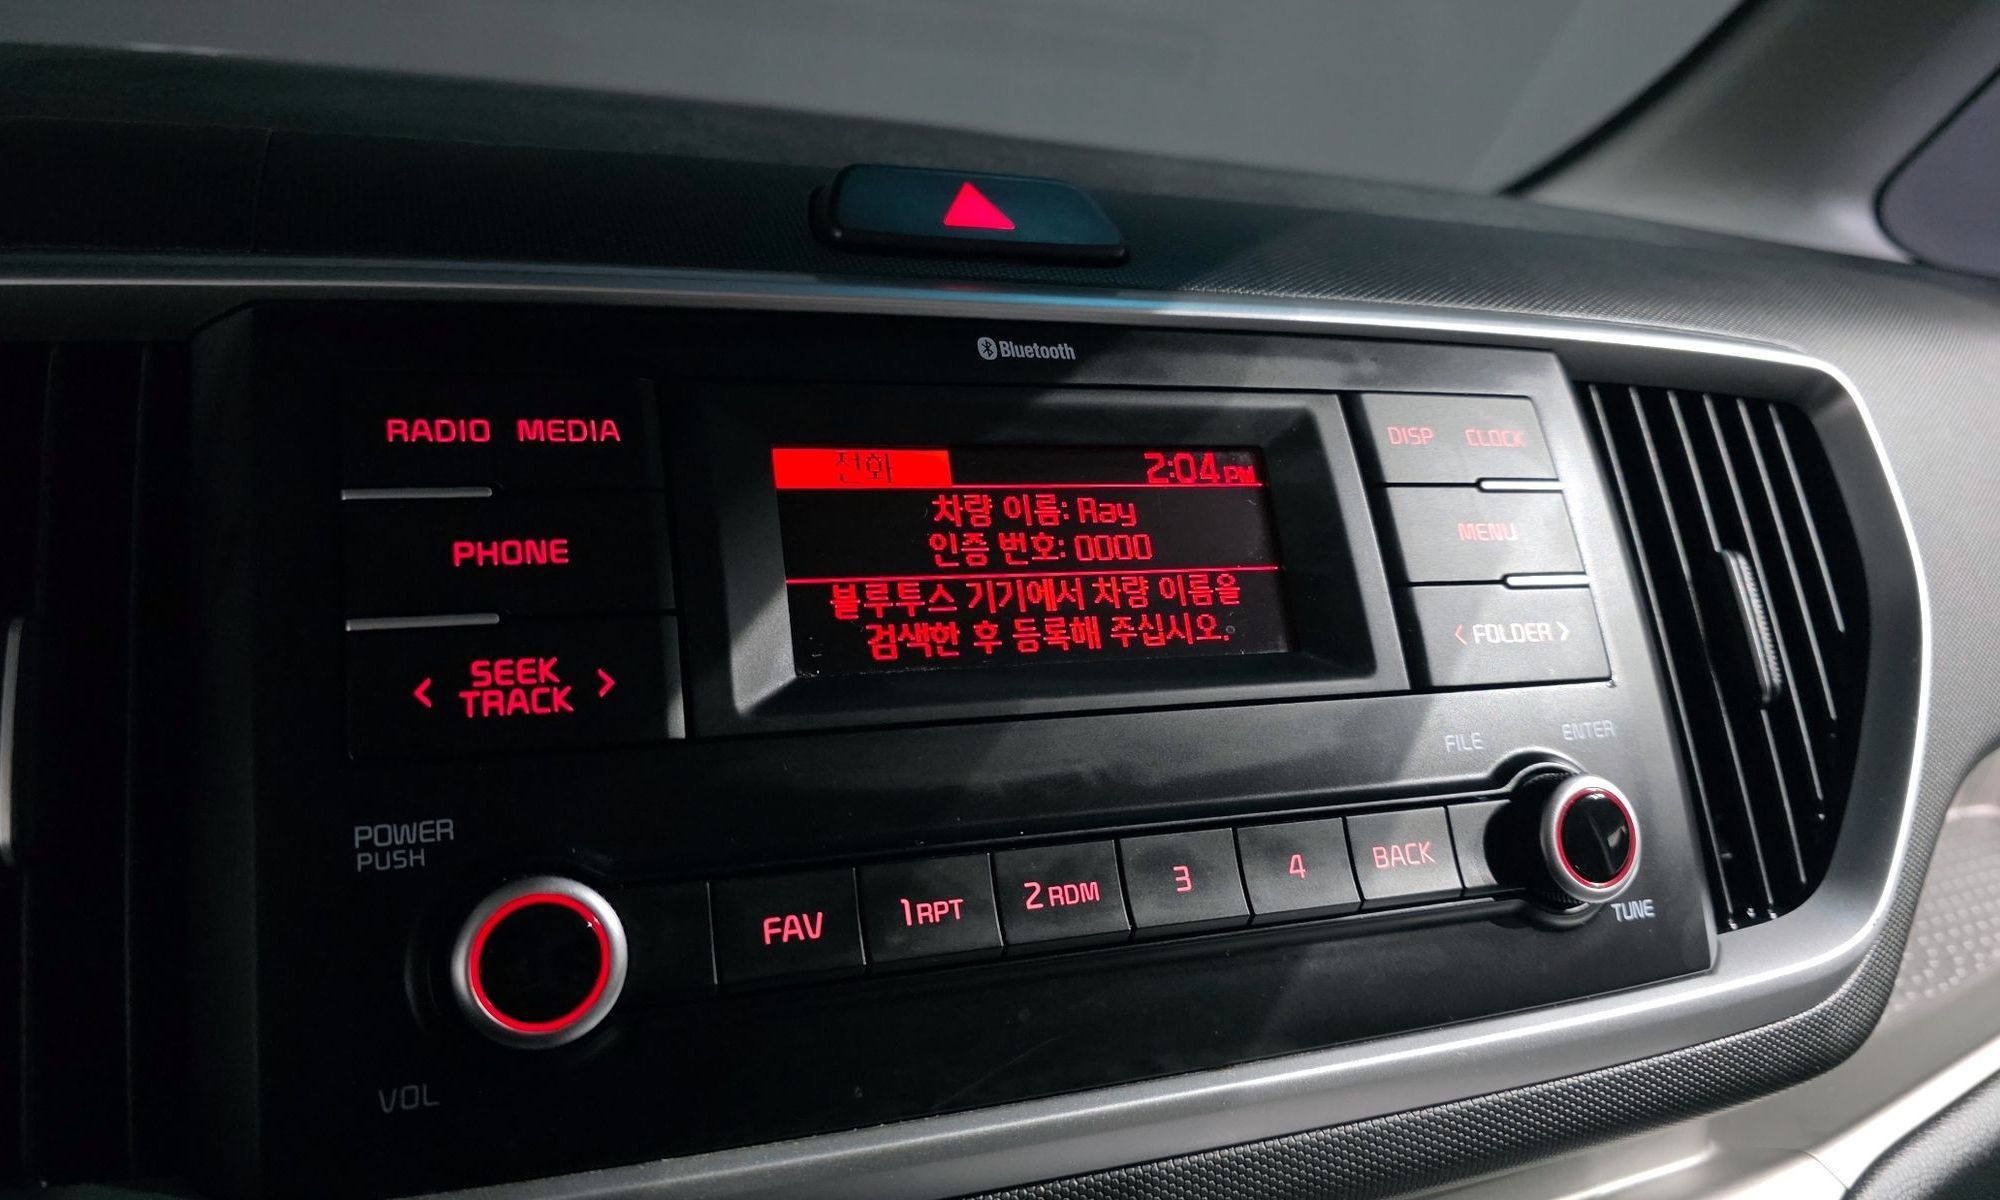 Bluetooth
RADIO MEDIA
PHONE
< SEEK TRACK >
전화 2:04 PM
차량 이름: Ray
인증 번호: 0000
블루투스 기기에서 차량 이름을
검색한 후 등록해 주십시오.
DISP CLOCK
MENU
< FOLDER >
FILE ENTER
POWER
PUSH
VOL
FAV 1 RPT 2 RDM 3 4 BACK
TUNE